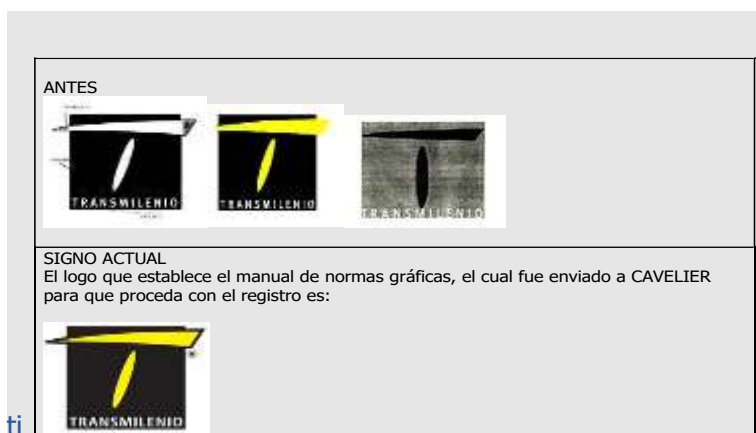 ANTES
TRANSMILENIO
TRANSMILENIO
TRANSMILENIO
SIGNO ACTUAL
El logo que establece el manual de normas gráficas, el cual fue enviado a CAVELIER
para que proceda con el registro es:
TRANSMILENIO
ti